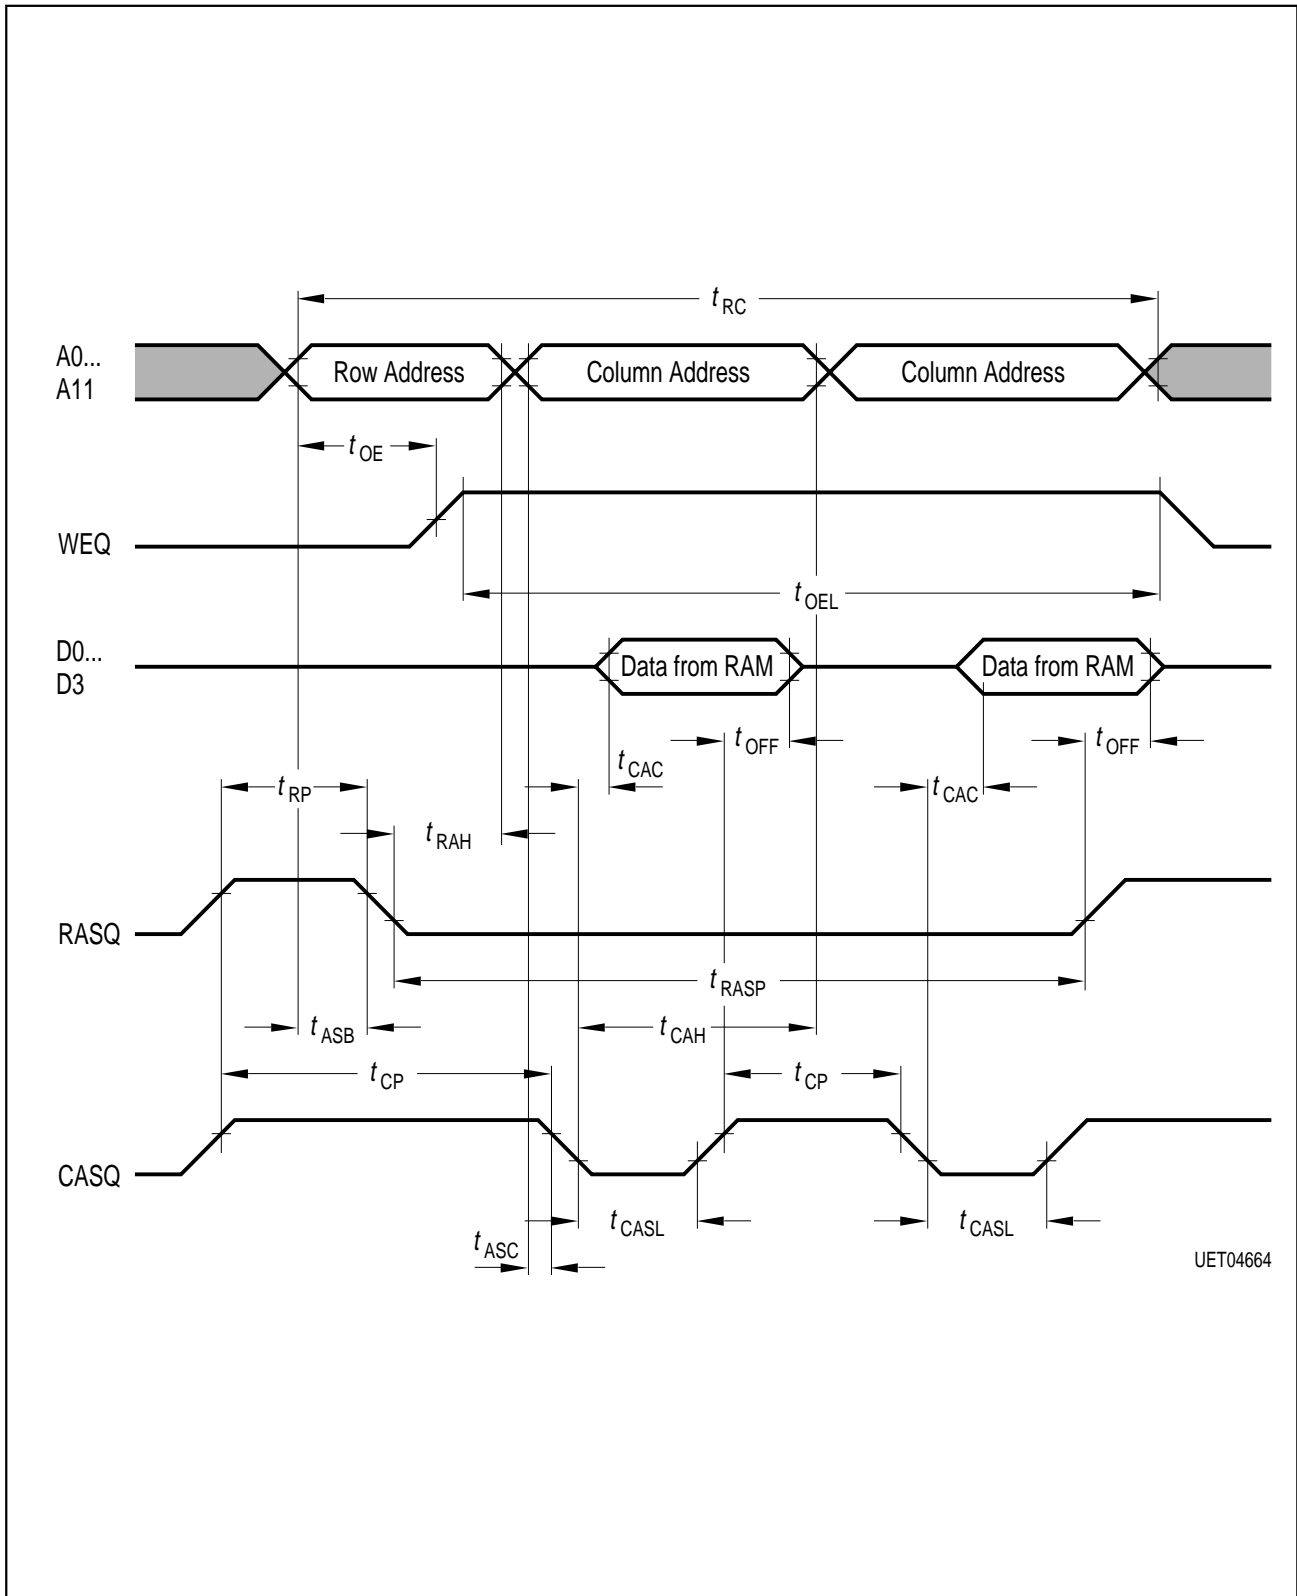 t RC
A0...
A11
Row Address
Column Address
Column Address
t OE
WEQ
t OEL
D0...
D3
Data from RAM
Data from RAM
t OFF
t OFF
t CAC
t CAC
t RP
t RAH
RASQ
t RASP
t ASB
t CAH
t CP
t CP
CASQ
t CASL
t CASL
t ASC
UET04664